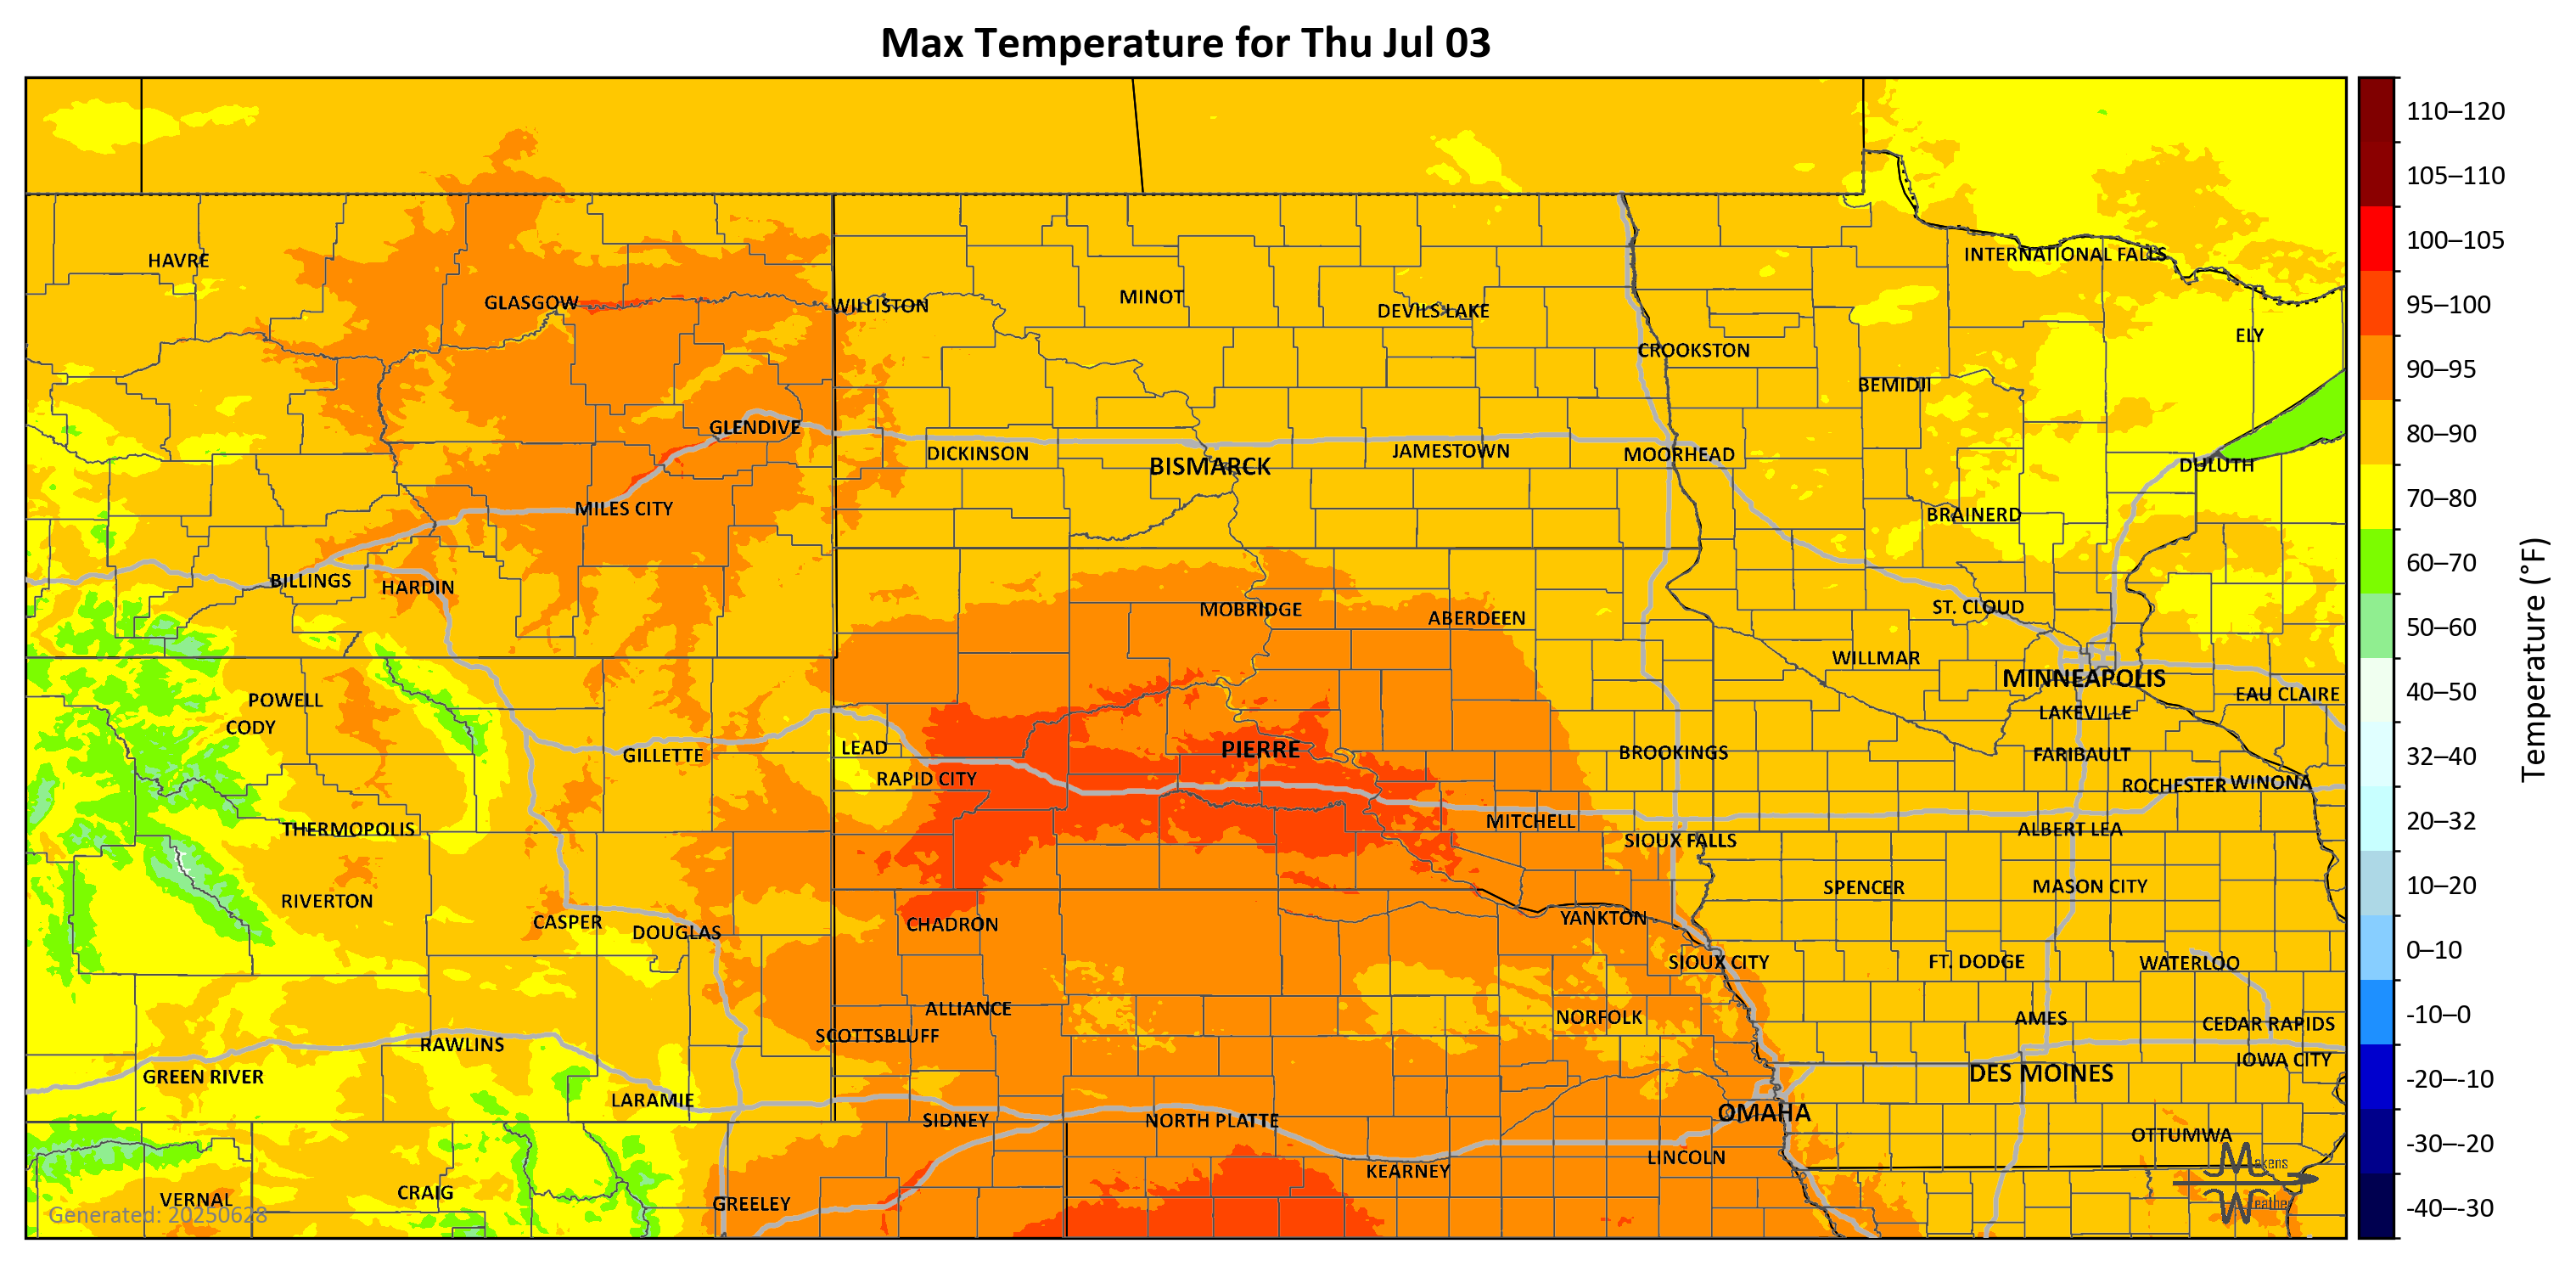 Max Temperature for Thu Jul 03
110–120
105–110
100–105
95–100
90–95
80–90
70–80
60–70
50–60
40–50
32–40
20–32
10–20
0–10
-10–0
-20–-10
-30–-20
-40–-30
Temperature (°F)
HAVRE
GLASGOW
WILLISTON
MINOT
DEVILS LAKE
CROOKSTON
INTERNATIONAL FALLS
ELY
BEMIDJI
GLENDIVE
DICKINSON
BISMARCK
JAMESTOWN
MOORHEAD
DULUTH
MILES CITY
BRAINERD
BILLINGS
HARDIN
MOBRIDGE
ABERDEEN
ST. CLOUD
WILLMAR
MINNEAPOLIS
EAU CLAIRE
LAKEVILLE
POWELL
CODY
GILLETTE
LEAD
RAPID CITY
PIERRE
BROOKINGS
FARIBAULT
ROCHESTER
WINONA
THERMOPOLIS
MITCHELL
SIOUX FALLS
ALBERT LEA
RIVERTON
CASPER
DOUGLAS
CHADRON
YANKTON
SPENCER
MASON CITY
SIOUX CITY
FT. DODGE
WATERLOO
ALLIANCE
SCOTTSBLUFF
NORFOLK
AMES
CEDAR RAPIDS
IOWA CITY
RAWLINS
GREEN RIVER
LARAMIE
SIDNEY
NORTH PLATTE
OMAHA
DES MOINES
OTTUMWA
KEARNEY
LINCOLN
VERNAL
CRAIG
GREELEY
Generated: 20250628
Makens
Weather